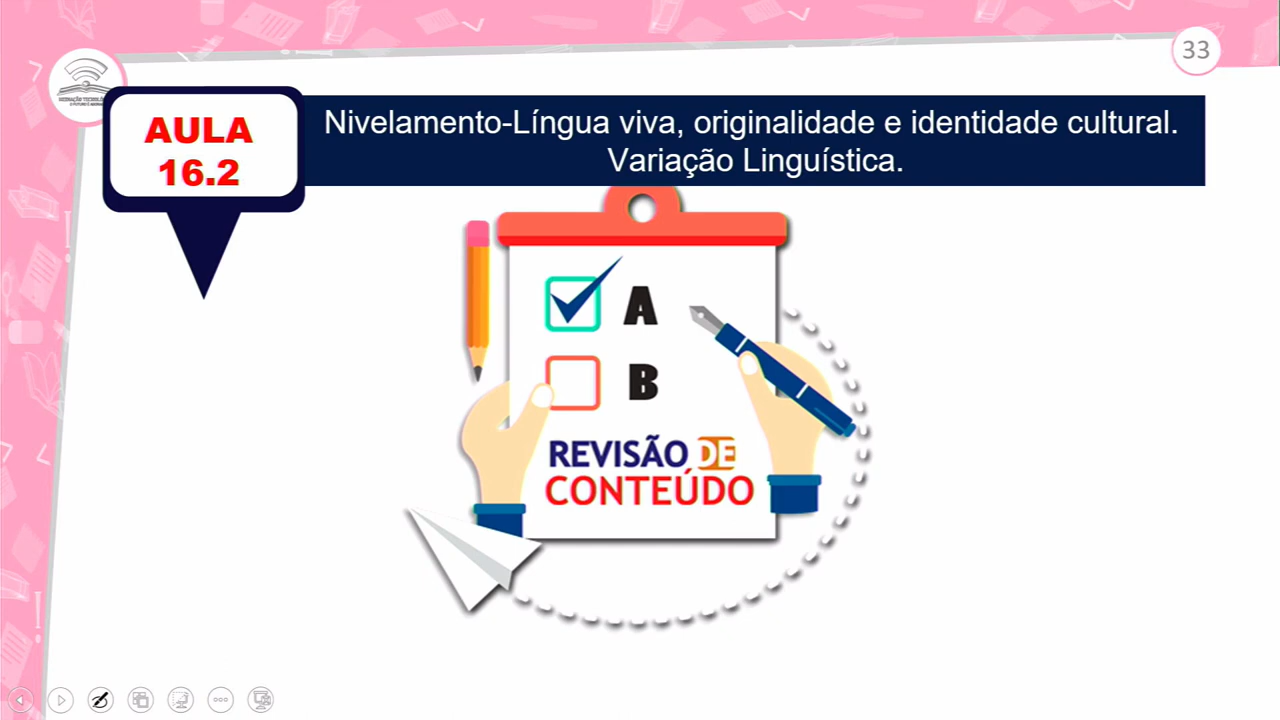 33
AULA
16.2
Nivelamento-Língua viva, originalidade e identidade cultural.
Variação Linguística.
A
B
REVISÃO DE
CONTEÚDO